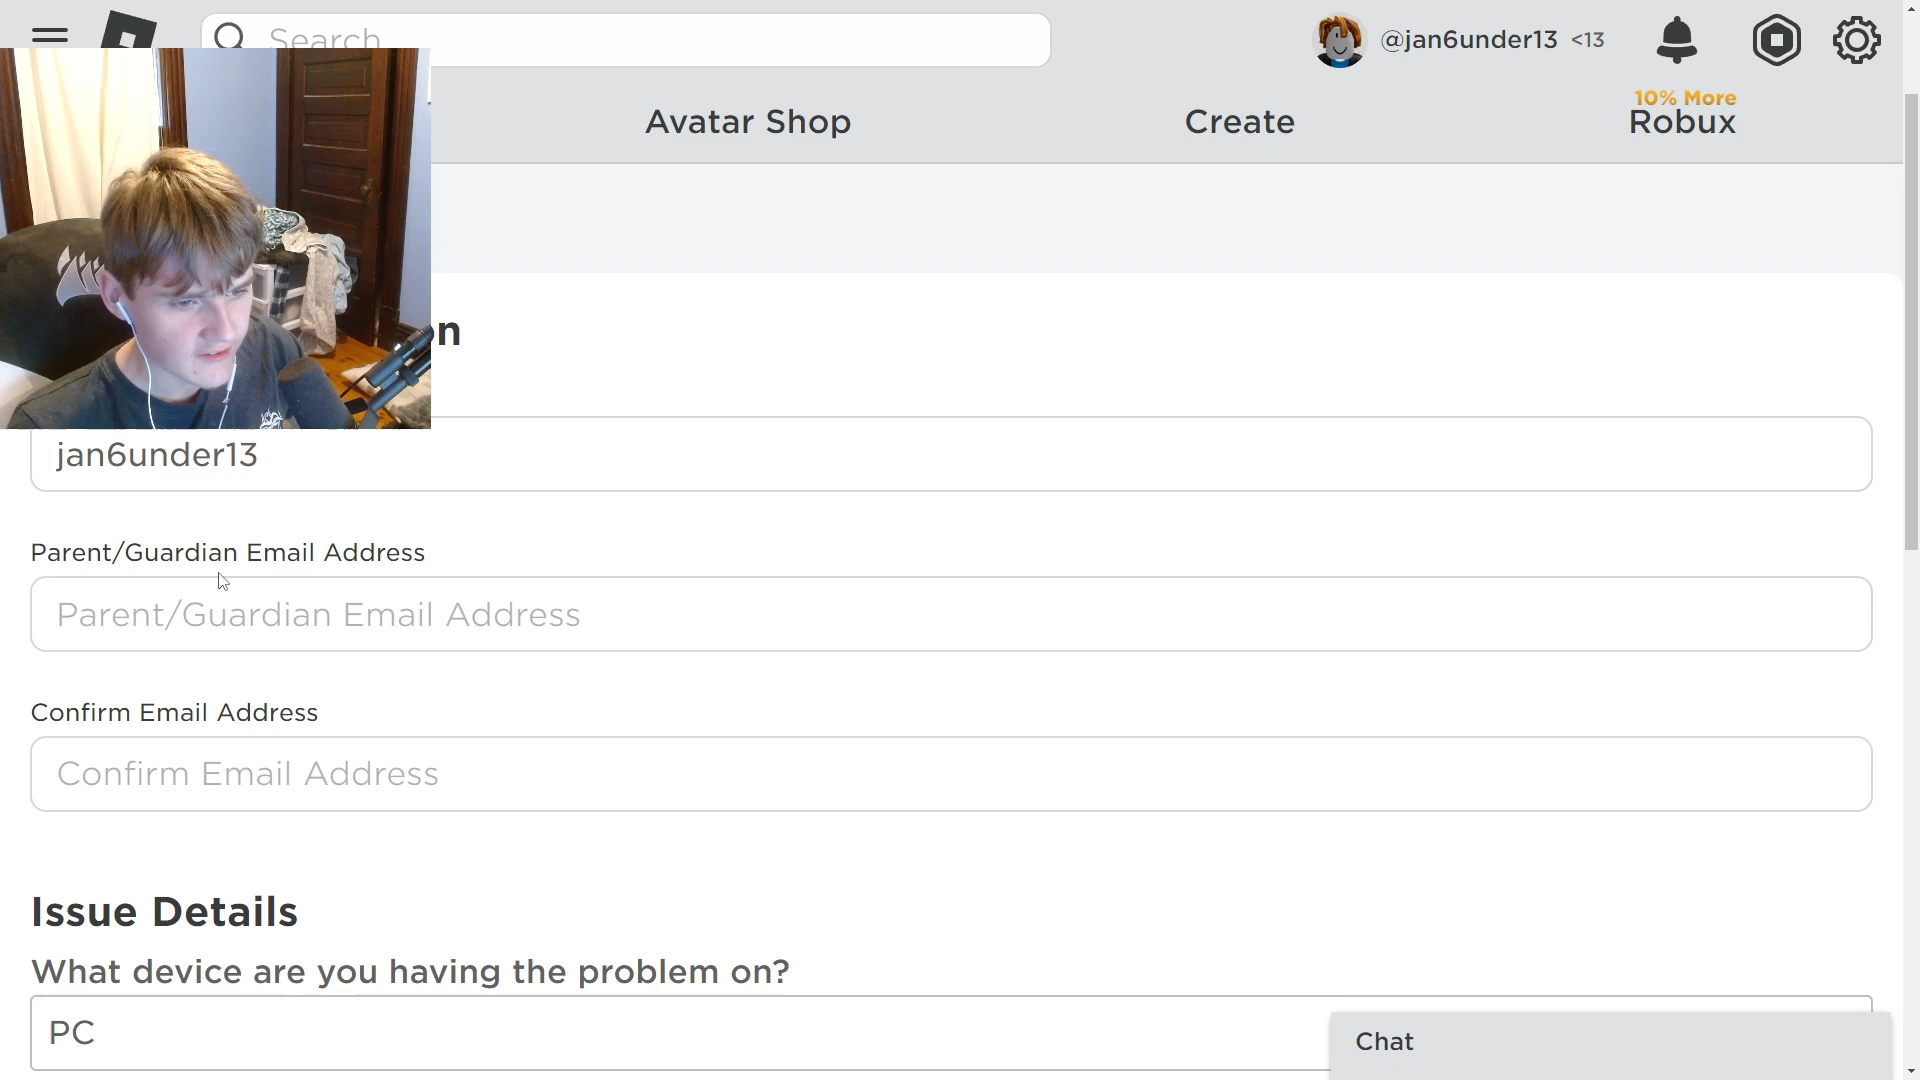 Search
@jan6under13 <13
Avatar Shop
Create
10% More
Robux
n
jan6under13
Parent/Guardian Email Address
Parent/Guardian Email Address
Confirm Email Address
Confirm Email Address
Issue Details
What device are you having the problem on?
PC
Chat